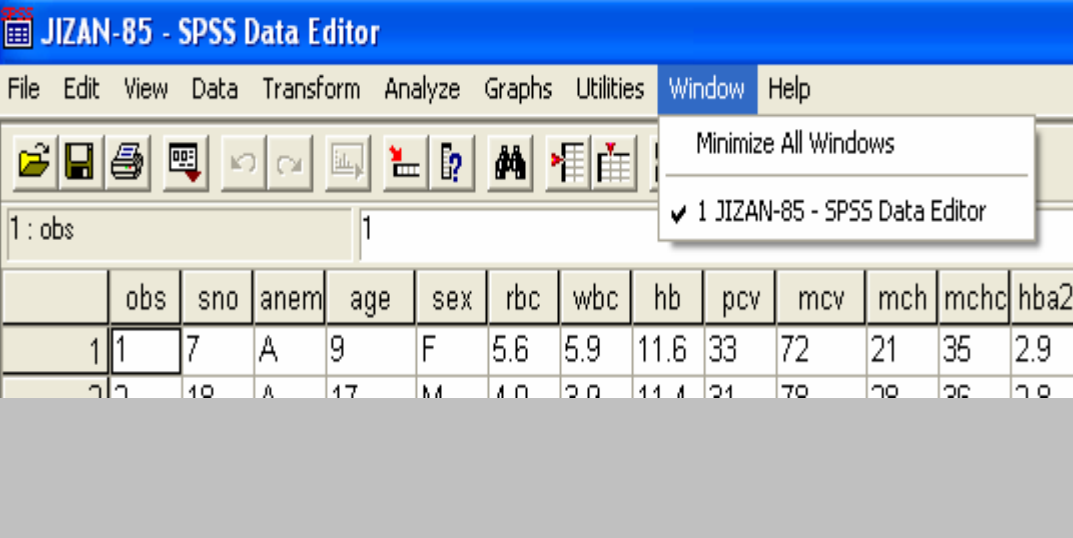 SPSS
JIZAN-85 - SPSS Data Editor
File Edit View Data Transform Analyze Graphs Utilities Window Help
Minimize All Windows
✔ 1 JIZAN-85 - SPSS Data Editor
1 : obs 1
obs sno anem age sex rbc wbc hb pcv mcv mch mchc hba2
1 1 7 A 9 F 5.6 5.9 11.6 33 72 21 35 2.9
A 17 M 11.4